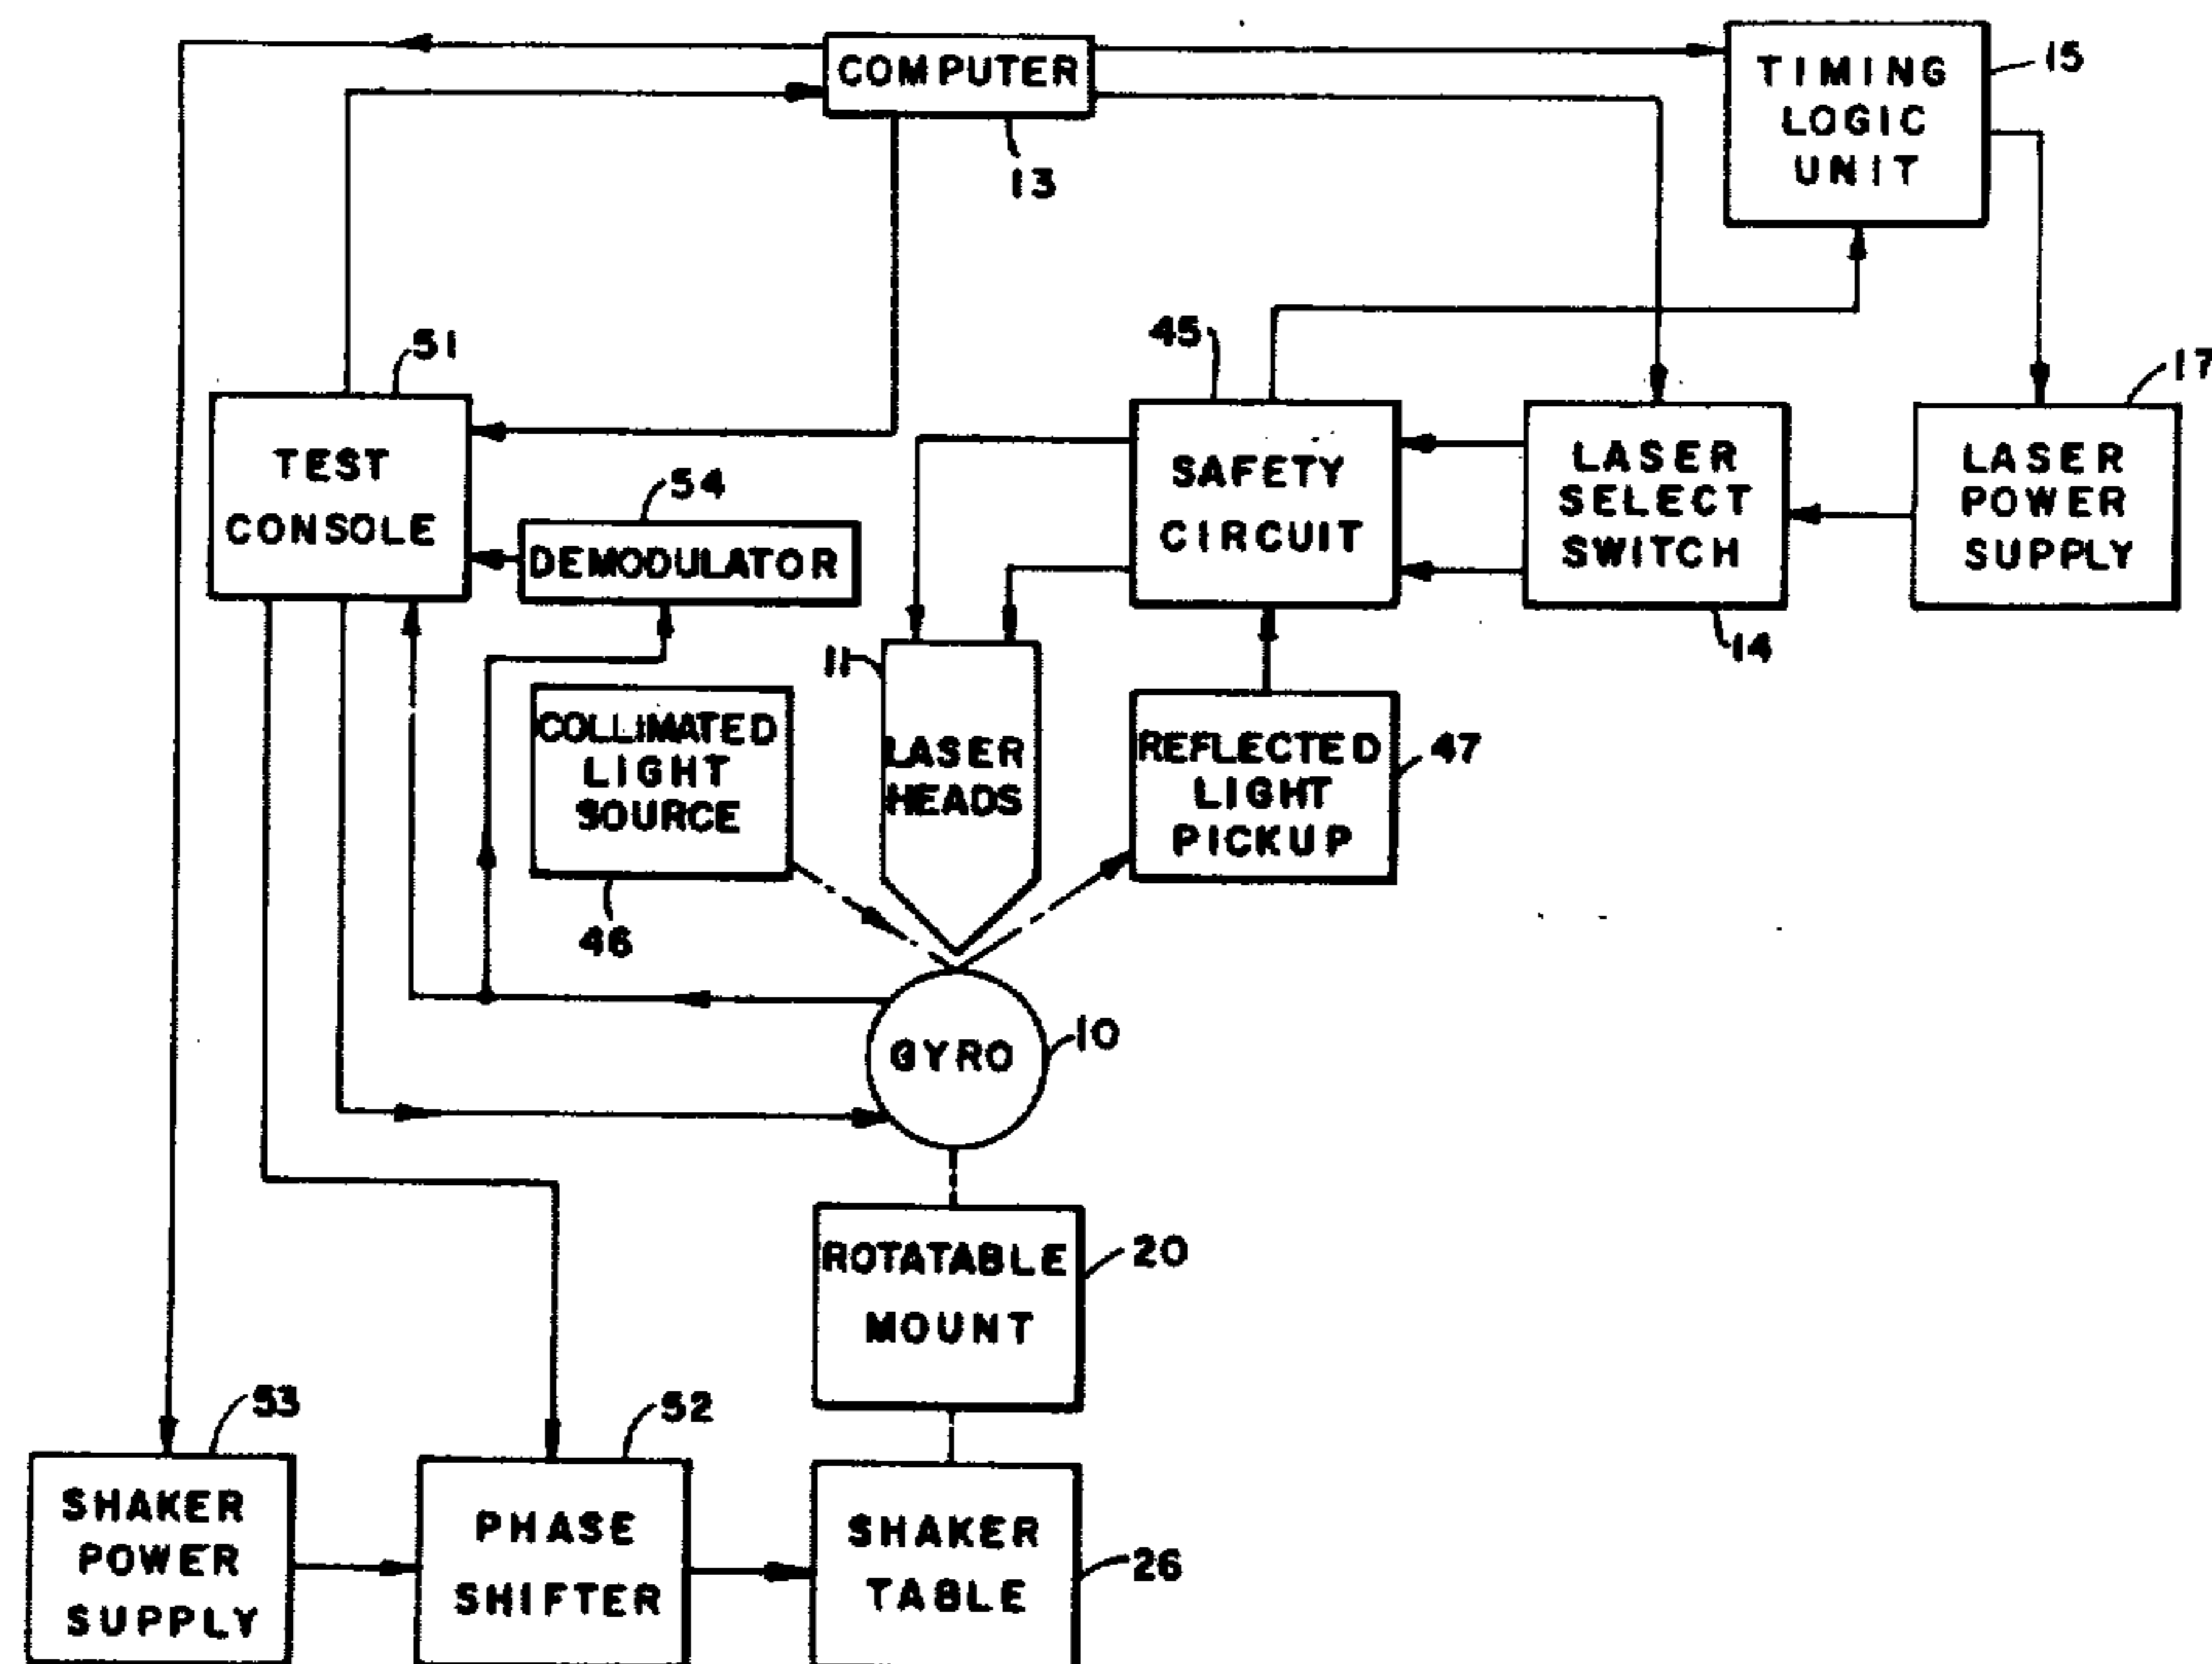 COMPUTER
13
TIMING
LOGIC
UNIT
15
51
TEST
CONSOLE
54
DEMODULATOR
45
SAFETY
CIRCUIT
LASER
SELECT
SWITCH
14
17
LASER
POWER
SUPPLY
COLLIMATED
LIGHT
SOURCE
46
11
LASER
HEADS
REFLECTED
LIGHT
PICKUP
47
GYRO
10
ROTATABLE
MOUNT
20
53
SHAKER
POWER
SUPPLY
52
PHASE
SHIFTER
SHAKER
TABLE
26